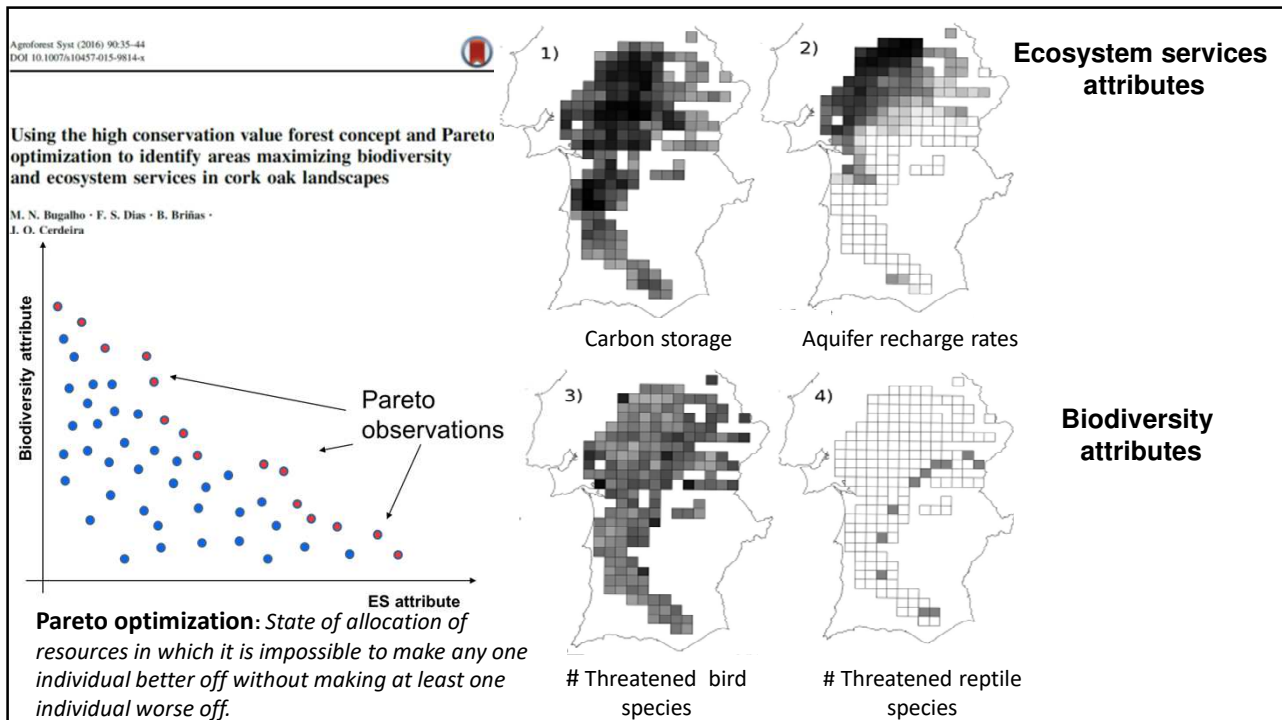 Agroforest Syst (2016) 90:35–44
DOI 10.1007/s10457-015-9814-x
Using the high conservation value forest concept and Pareto
optimization to identify areas maximizing biodiversity
and ecosystem services in cork oak landscapes
M. N. Bugalho · F. S. Dias · B. Briñas ·
J. O. Cerdeira
Biodiversity attribute
Pareto
observations
ES attribute
Pareto optimization: State of allocation of
resources in which it is impossible to make any one
individual better off without making at least one
individual worse off.
1)
Carbon storage
2)
Aquifer recharge rates
Ecosystem services
attributes
3)
# Threatened bird
species
4)
# Threatened reptile
species
Biodiversity
attributes